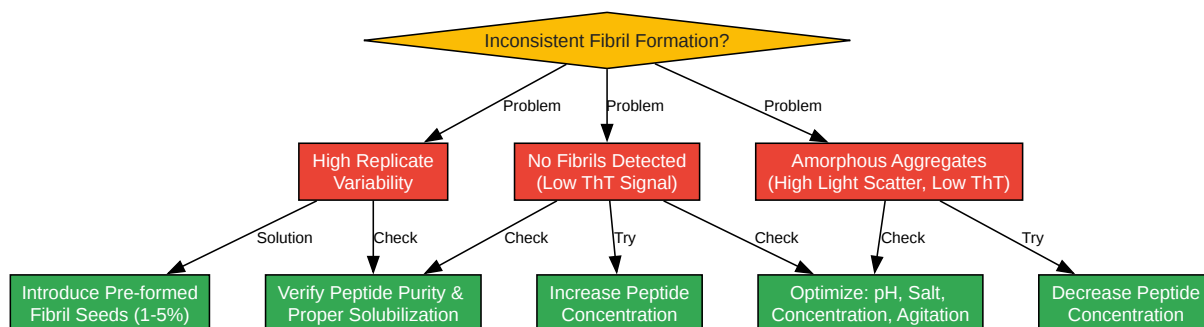 Inconsistent Fibril Formation?
Problem
Problem
Problem
High Replicate
Variability
No Fibrils Detected
(Low ThT Signal)
Amorphous Aggregates
(High Light Scatter, Low ThT)
Solution
Check
Check
Try
Check
Check
Try
Introduce Pre-formed
Fibril Seeds (1-5%)
Verify Peptide Purity &
Proper Solubilization
Increase Peptide
Concentration
Optimize: pH, Salt,
Concentration, Agitation
Decrease Peptide
Concentration